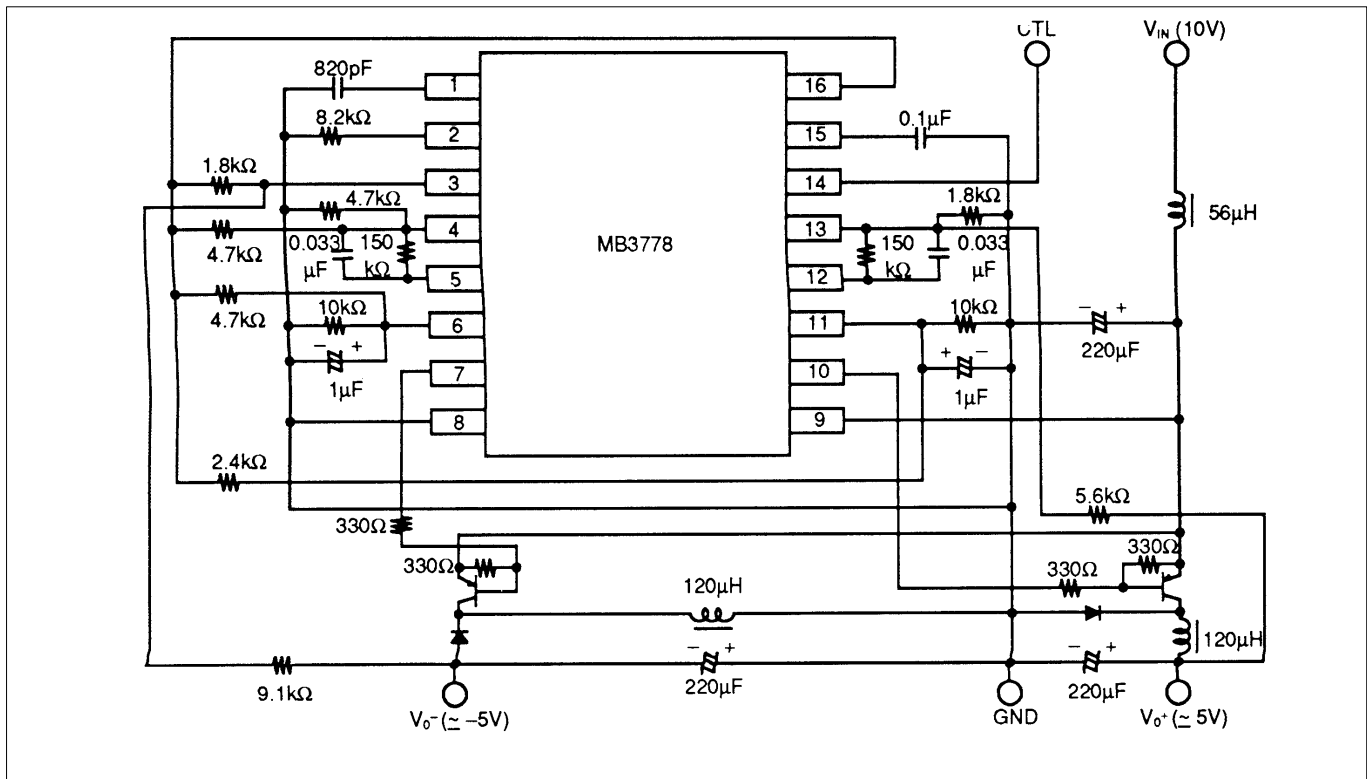 CTL
V_IN (10V)
820pF
1
16
8.2kΩ
2
15
0.1µF
1.8kΩ
3
14
4.7kΩ
1.8kΩ
4
MB3778
13
56µH
4.7kΩ
0.033
µF
150
kΩ
150
kΩ
0.033
µF
5
12
4.7kΩ
10kΩ
6
11
10kΩ
− +
220µF
− +
1µF
7
10
+ −
1µF
8
9
2.4kΩ
5.6kΩ
330Ω
330Ω
330Ω
330Ω
120µH
120µH
− +
220µF
− +
220µF
9.1kΩ
V₀⁻ (≃ −5V)
GND
V₀⁺ (≃ 5V)